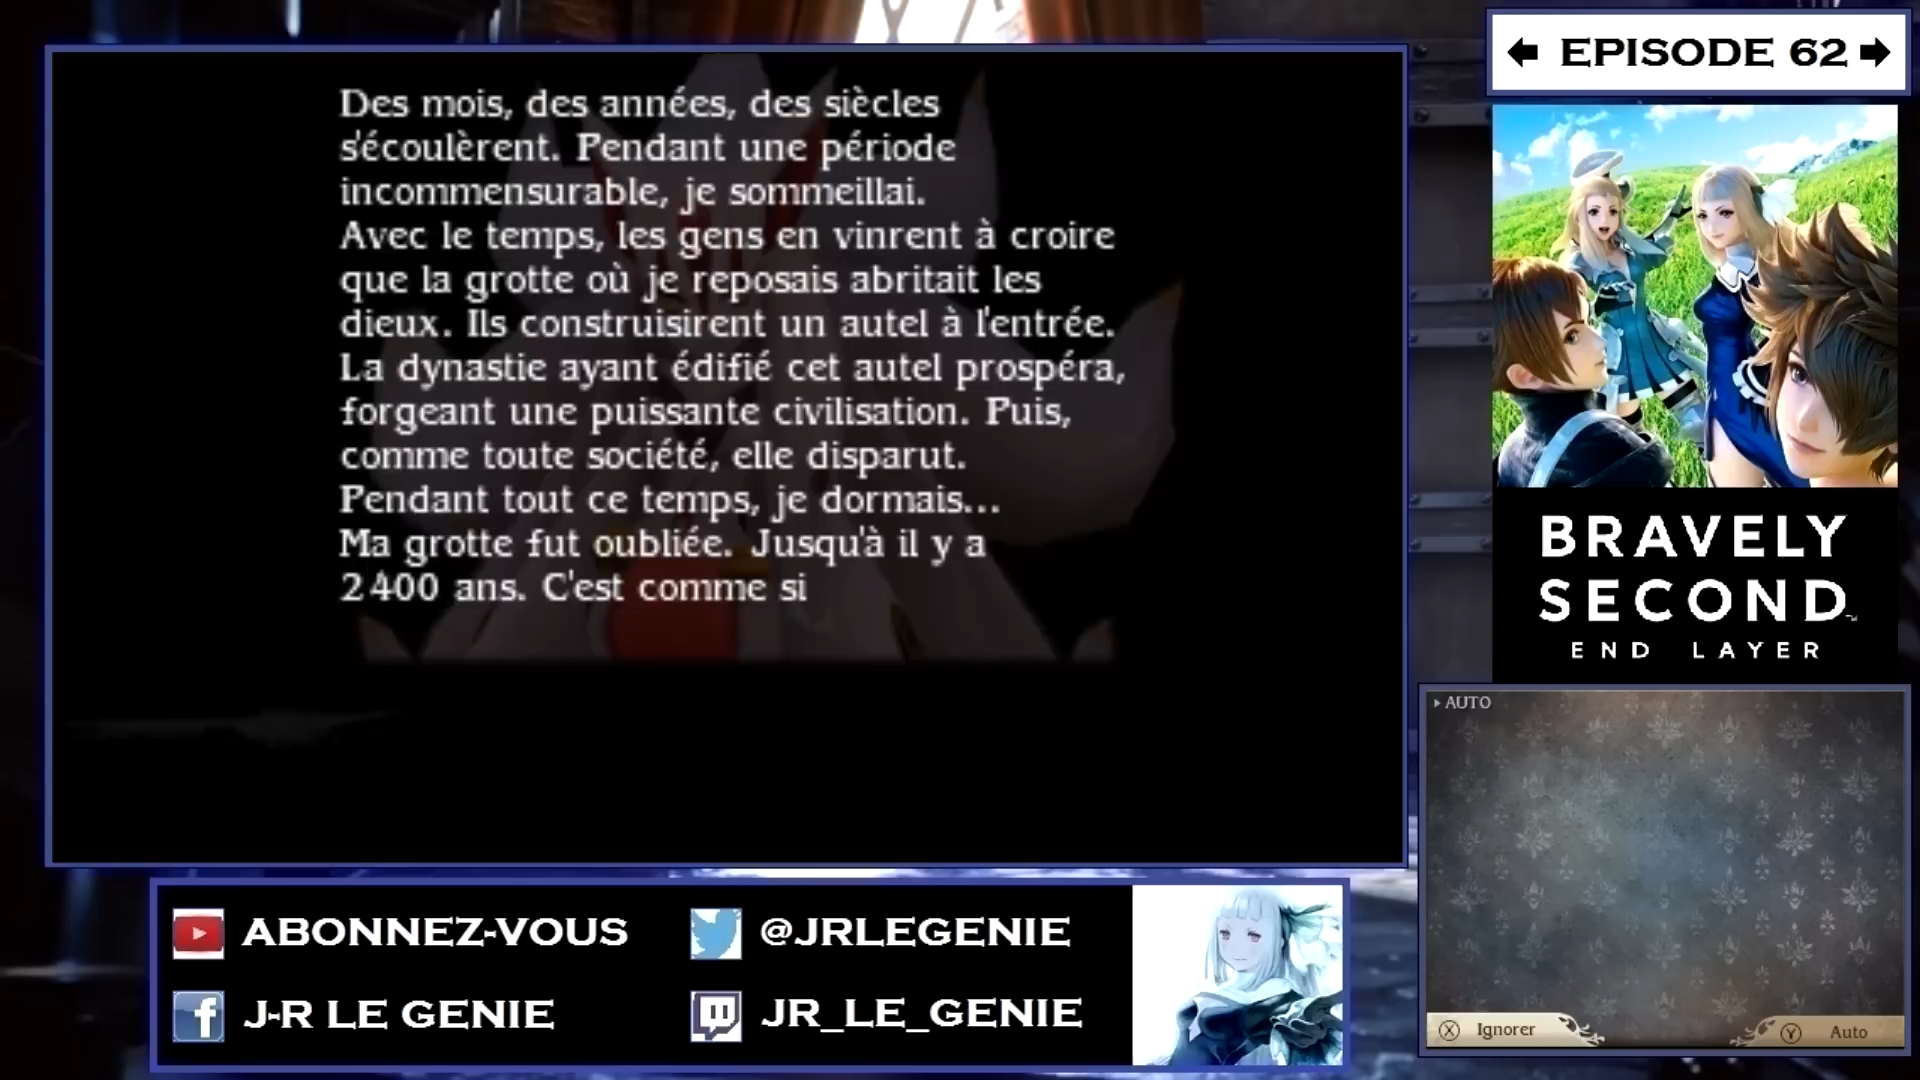 Des mois, des années, des siècles
s'écoulèrent. Pendant une période
incommensurable, je sommeillai.
Avec le temps, les gens en vinrent à croire
que la grotte où je reposais abritait les
dieux. Ils construisirent un autel à l'entrée.
La dynastie ayant édifié cet autel prospéra,
forgeant une puissante civilisation. Puis,
comme toute société, elle disparut.
Pendant tout ce temps, je dormais...
Ma grotte fut oubliée. Jusqu'à il y a
2 400 ans. C'est comme si
EPISODE 62
BRAVELY
SECOND
END LAYER
AUTO
X Ignorer
Y Auto
ABONNEZ-VOUS
@JRLEGENIE
J-R LE GENIE
JR_LE_GENIE